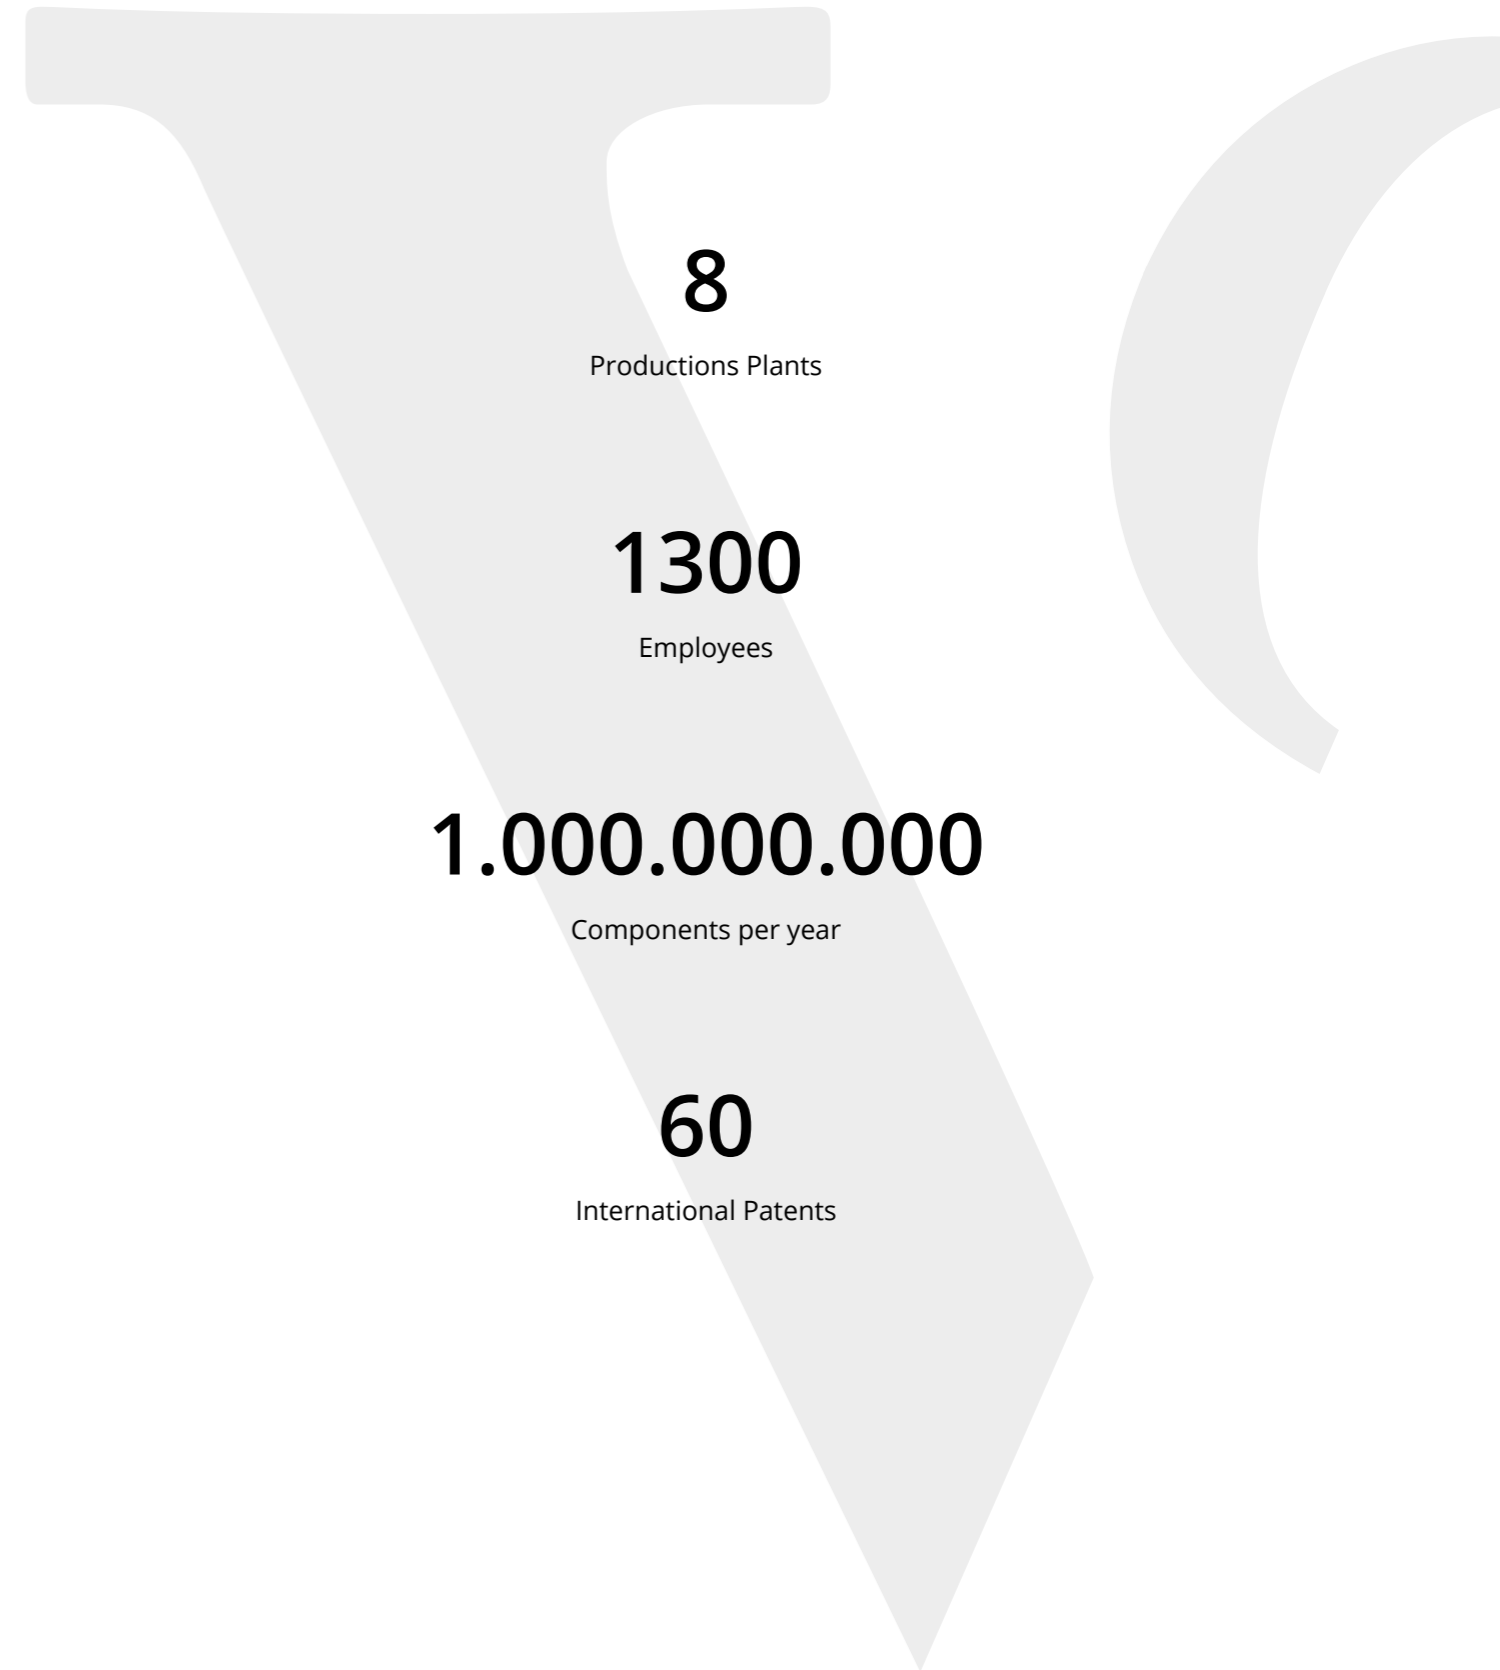 8
Productions Plants
1300
Employees
1.000.000.000
Components per year
60
International Patents